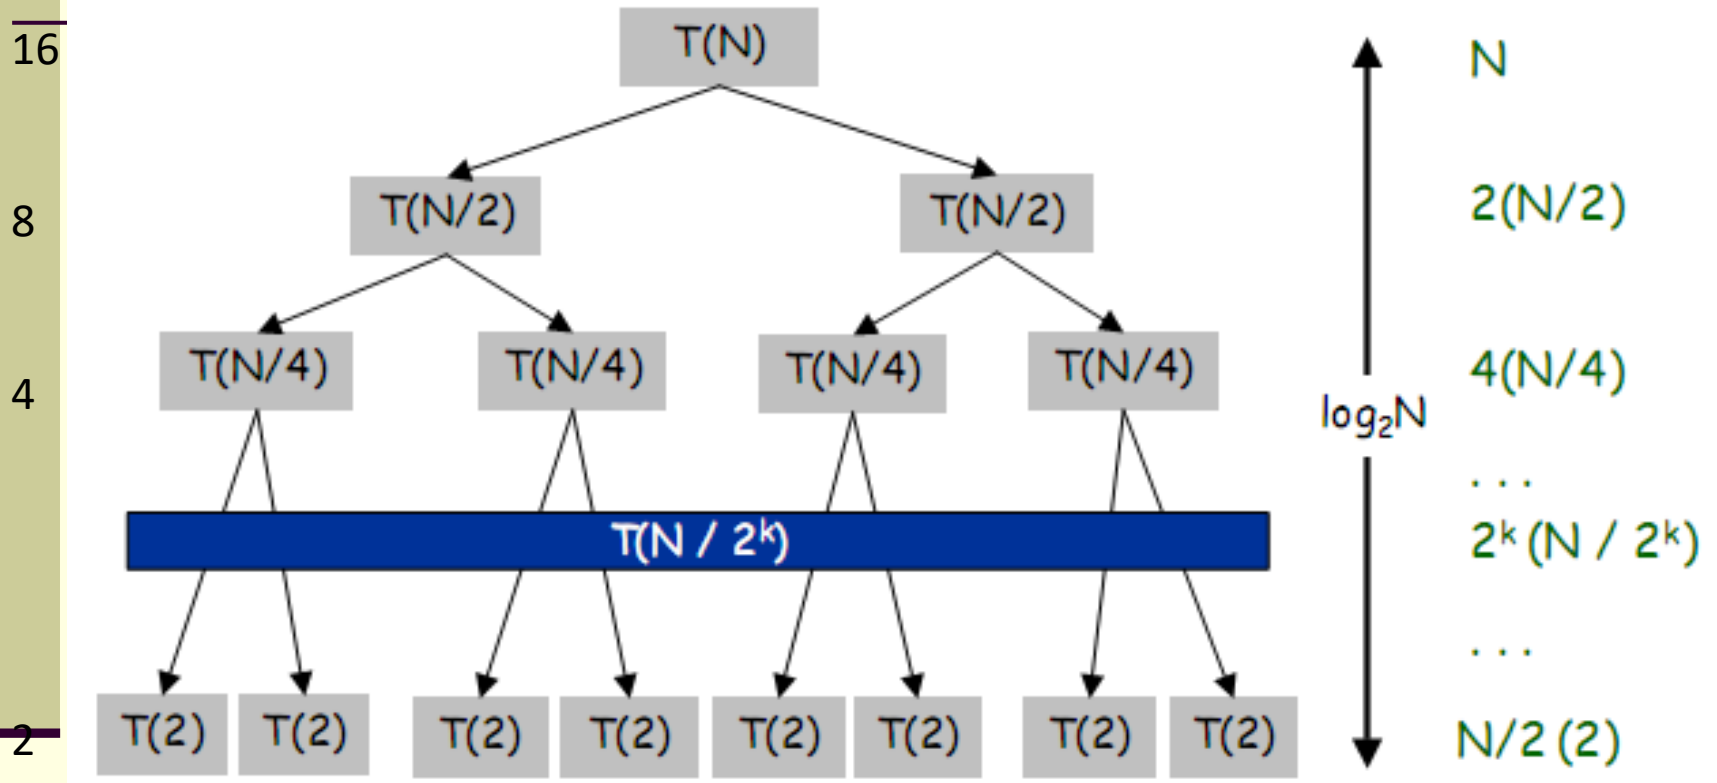 16 T(N) N
8 T(N/2) T(N/2) 2(N/2)
4 T(N/4) T(N/4) T(N/4) T(N/4) 4(N/4)
log₂N
. . .
T(N / 2ᵏ) 2ᵏ (N / 2ᵏ)
. . .
2 T(2) T(2) T(2) T(2) T(2) T(2) T(2) T(2) N/2 (2)